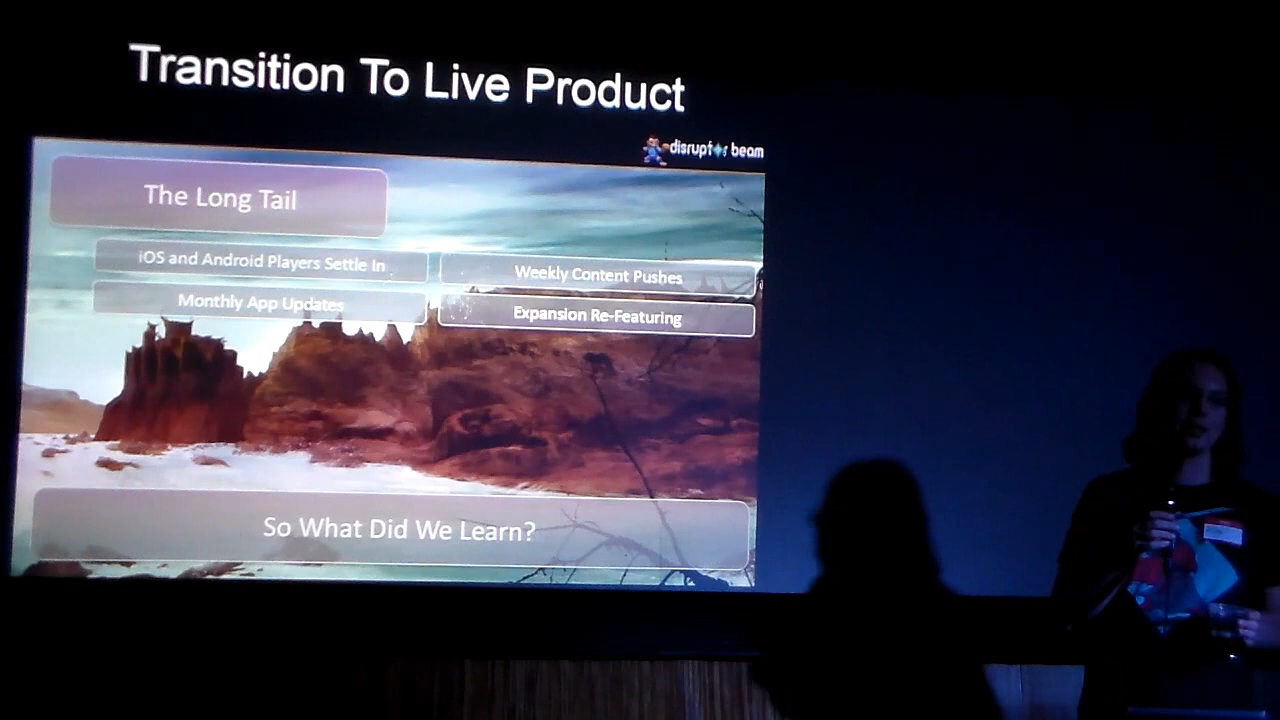 Transition To Live Product
disruptor beam
The Long Tail
iOS and Android Players Settle In
Weekly Content Pushes
Monthly App Updates
Expansion Re-Featuring
So What Did We Learn?